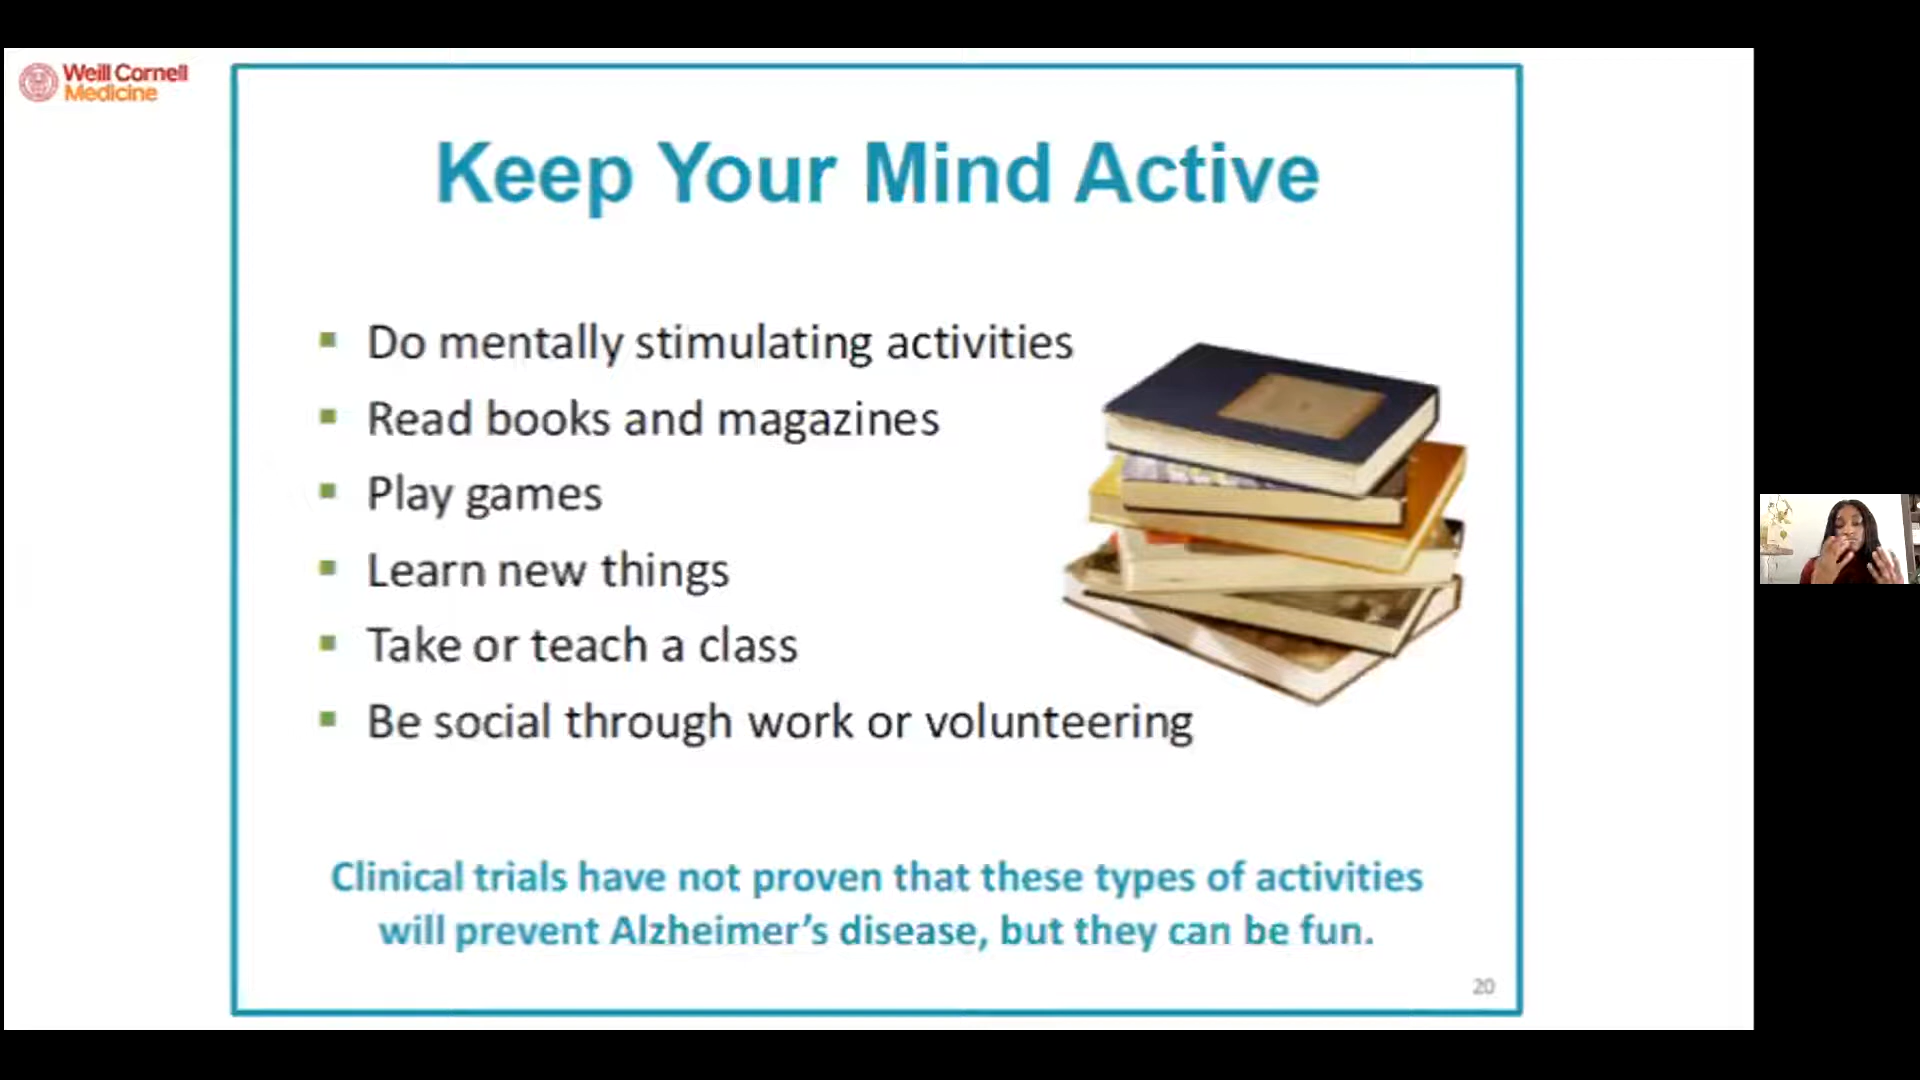 Weill Cornell
Medicine
Keep Your Mind Active
Do mentally stimulating activities
Read books and magazines
Play games
Learn new things
Take or teach a class
Be social through work or volunteering
Clinical trials have not proven that these types of activities
will prevent Alzheimer's disease, but they can be fun.
20